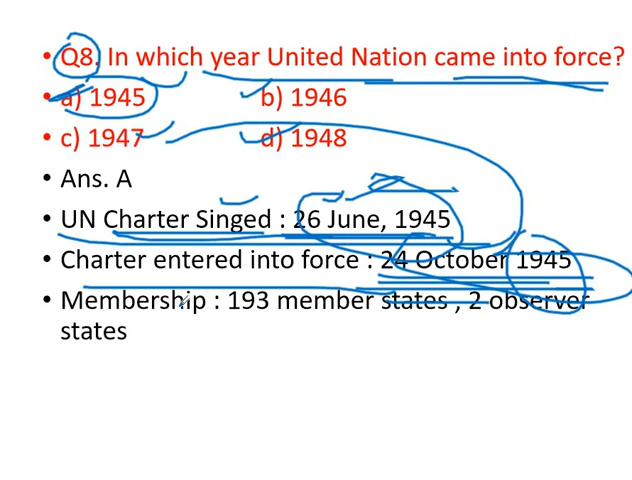 • Q8. In which year United Nation came into force?
• a) 1945 b) 1946
• c) 1947 d) 1948
• Ans. A
• UN Charter Singed : 26 June, 1945
• Charter entered into force : 24 October 1945
• Membership : 193 member states , 2 observer
states